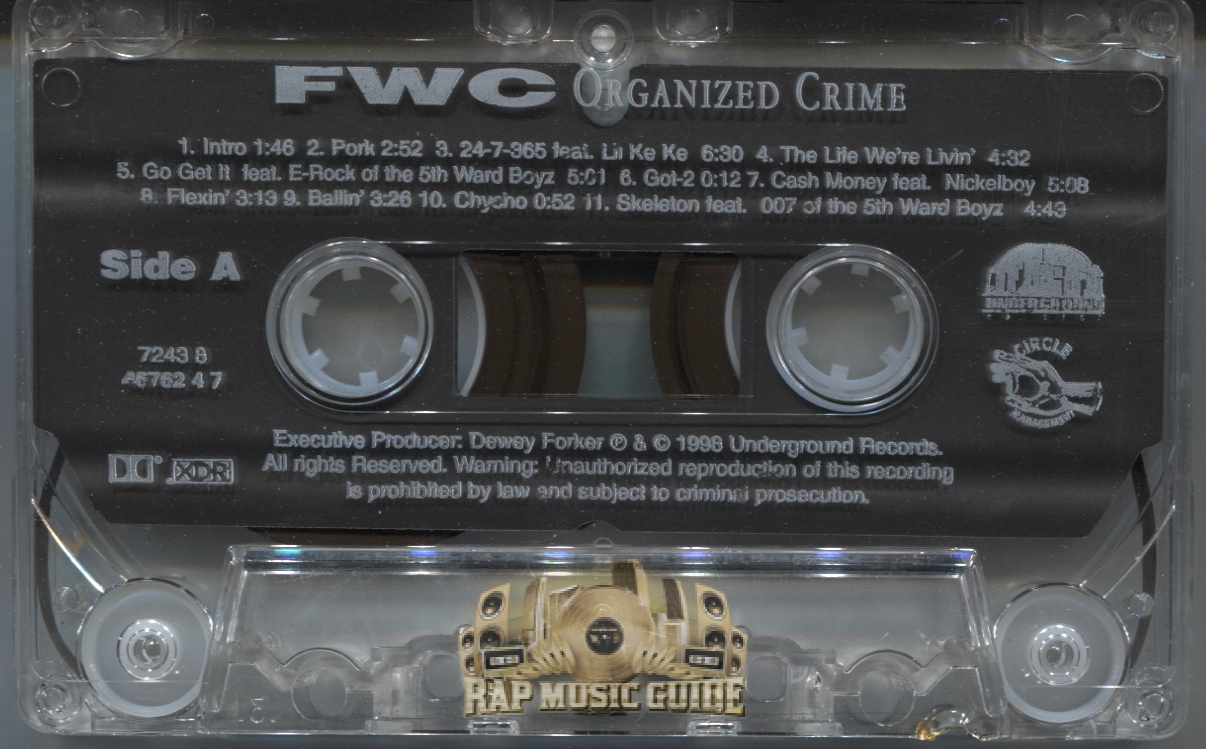 FWC ORGANIZED CRIME
1. Intro 1:46 2. Pork 2:52 3. 24-7-365 feat. Lil Ke Ke 6:30 4. The Life We're Livin' 4:32
5. Go Get It feat. E-Rock of the 5th Ward Boyz 5:01 6. Got-2 0:12 7. Cash Money feat. Nickelboy 5:08
8. Flexin' 3:13 9. Ballin' 3:26 10. Chycho 0:52 11. Skeleton feat. 007 of the 5th Ward Boyz 4:43
Side A
UNDERGROUND
7243 8
46762 4 7
CIRCLE
MANAGEMENT
Executive Producer: Dewey Forker ℗ & © 1998 Underground Records.
All rights Reserved. Warning: Unauthorized reproduction of this recording
is prohibited by law and subject to criminal prosecution.
XDR
RAP MUSIC GUIDE